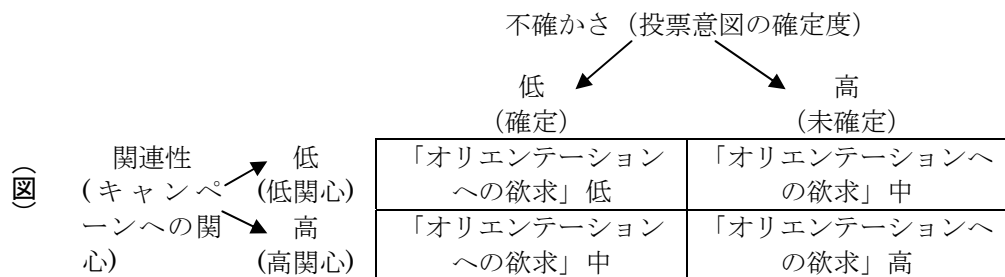 不確かさ（投票意図の確定度）
低 高
(確定) (未確定)
関連性 低 「オリエンテーション 「オリエンテーションへ
（図） (キャンペ (低関心) への欲求」低 の欲求」中
ーンへの関 高 「オリエンテーション 「オリエンテーションへ
心) (高関心) への欲求」中 の欲求」高